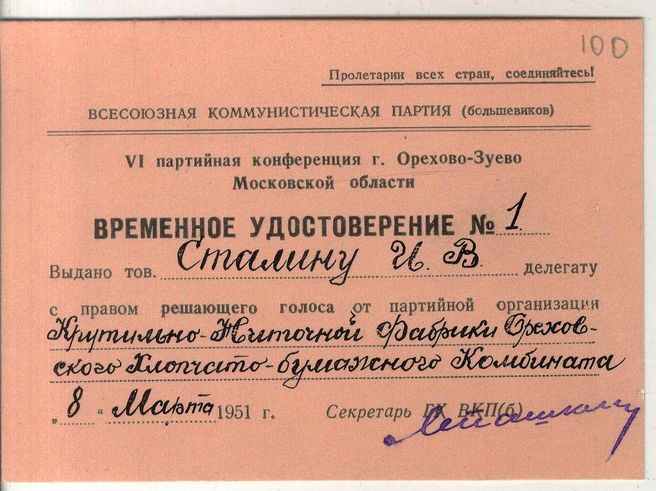 100
Пролетарии всех стран, соединяйтесь!
ВСЕСОЮЗНАЯ КОММУНИСТИЧЕСКАЯ ПАРТИЯ (большевиков)
VI партийная конференция г. Орехово-Зуево
Московской области
ВРЕМЕННОЕ УДОСТОВЕРЕНИЕ № 1
Выдано тов. Сталину И. В. делегату
с правом решающего голоса от партийной организации
Крутильно-Ниточной Фабрики Орехов-
ского Хлопчато-бумажного Комбината
„ 8 “ Марта 1951 г. Секретарь ГК ВКП(б)